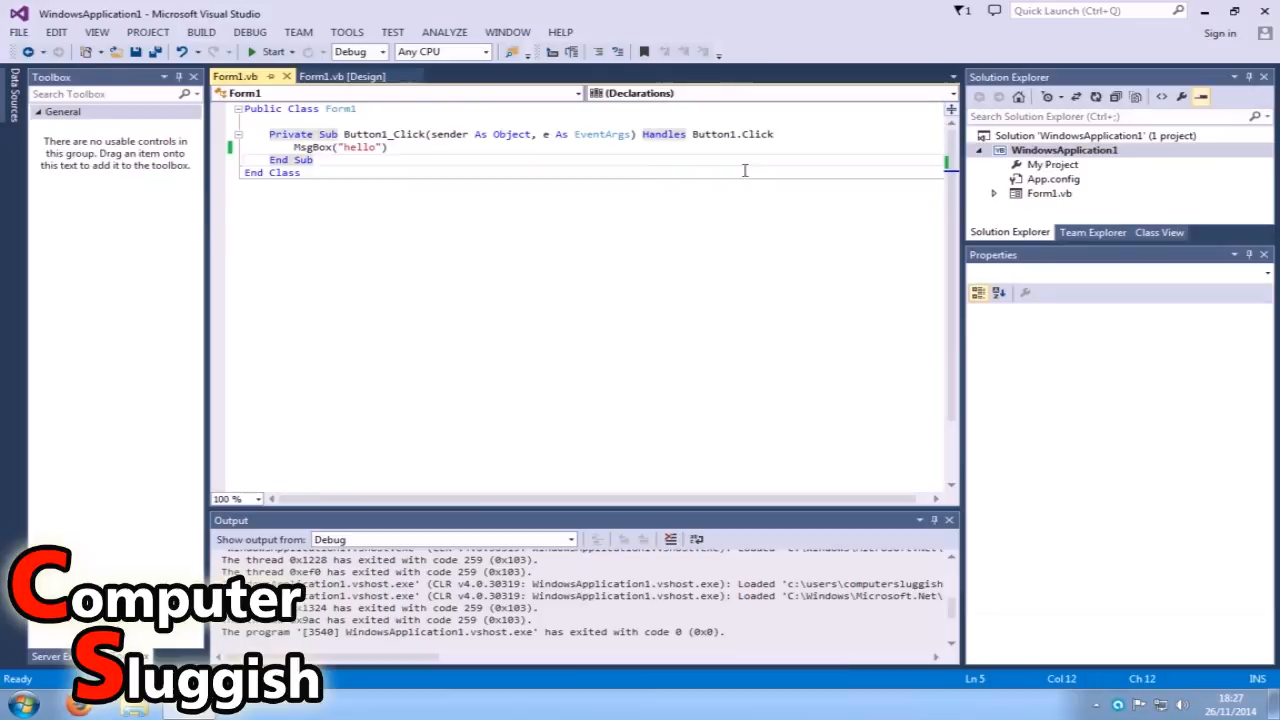 WindowsApplication1 - Microsoft Visual Studio
1
Quick Launch (Ctrl+Q)
FILE EDIT VIEW PROJECT BUILD DEBUG TEAM TOOLS TEST ANALYZE WINDOW HELP
Sign in
Start Debug Any CPU
Data Sources
Toolbox
Search Toolbox
General
There are no usable controls in
this group. Drag an item onto
this text to add it to the toolbox.
Form1.vb
Form1.vb [Design]
Form1
(Declarations)
Public Class Form1
Private Sub Button1_Click(sender As Object, e As EventArgs) Handles Button1.Click
MsgBox("hello")
End Sub
End Class
100 %
Solution Explorer
Search Solution Explorer (Ctrl+;)
Solution 'WindowsApplication1' (1 project)
VB WindowsApplication1
My Project
App.config
Form1.vb
Solution Explorer Team Explorer Class View
Properties
Output
Show output from: Debug
The thread 0x1228 has exited with code 259 (0x103).
The thread 0xef0 has exited with code 259 (0x103).
Application1.vshost.exe' (CLR v4.0.30319: WindowsApplication1.vshost.exe): Loaded 'c:\users\computersluggish
Application1.vshost.exe' (CLR v4.0.30319: WindowsApplication1.vshost.exe): Loaded 'C:\Windows\Microsoft.Net\
1324 has exited with code 259 (0x103).
9ac has exited with code 259 (0x103).
The program '[3540] WindowsApplication1.vshost.exe' has exited with code 0 (0x0).
Computer
Sluggish
Ready
Ln 5 Col 12 Ch 12 INS
18:27
26/11/2014